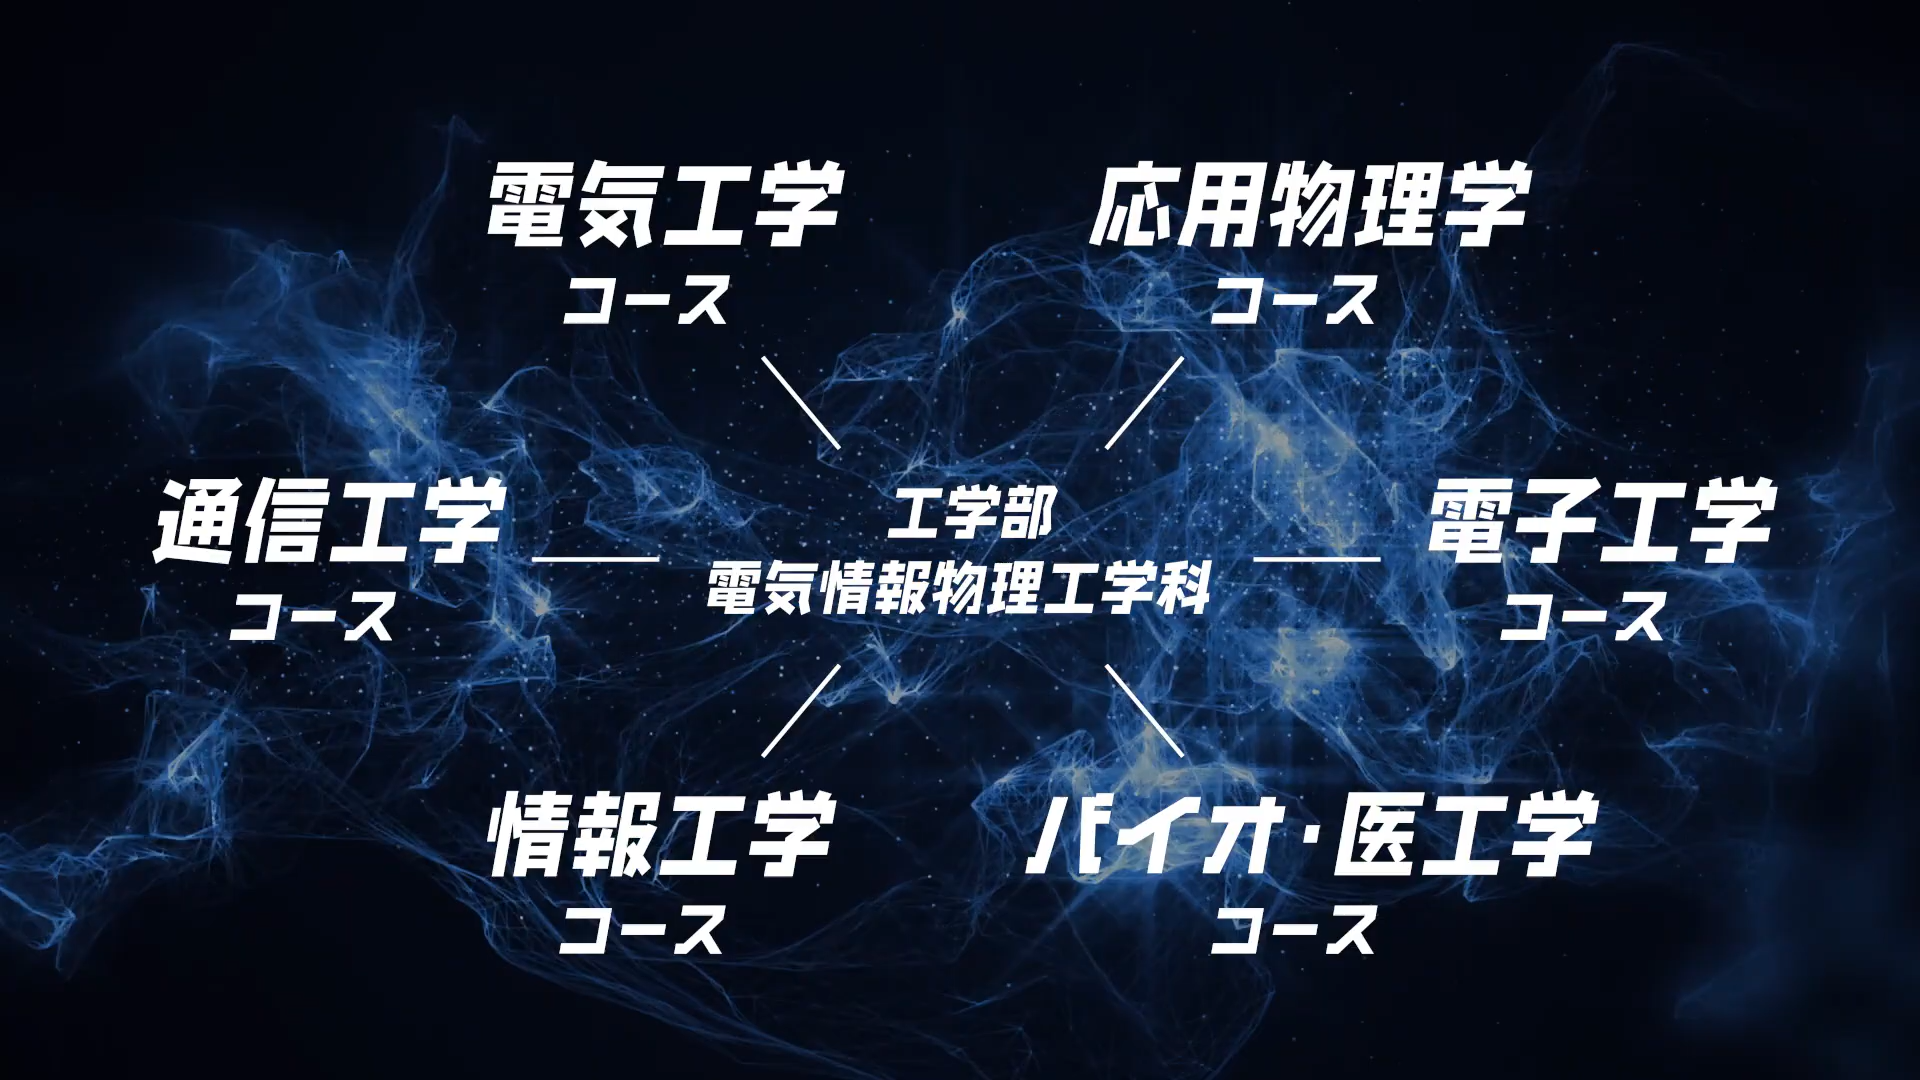 電気工学
コース
応用物理学
コース
通信工学
コース
工学部
電気情報物理工学科
電子工学
コース
情報工学
コース
バイオ・医工学
コース